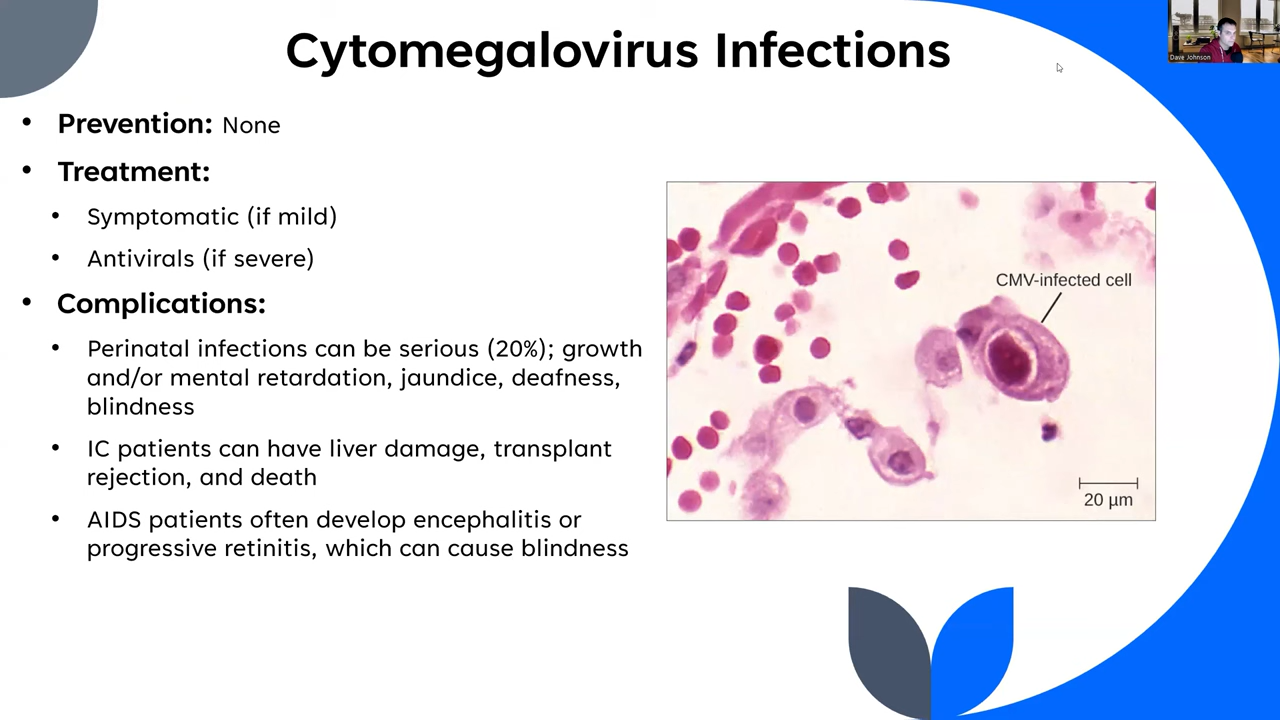 Cytomegalovirus Infections
Dave Johnson
• Prevention: None
• Treatment:
• Symptomatic (if mild)
• Antivirals (if severe)
• Complications:
• Perinatal infections can be serious (20%); growth
and/or mental retardation, jaundice, deafness,
blindness
• IC patients can have liver damage, transplant
rejection, and death
• AIDS patients often develop encephalitis or
progressive retinitis, which can cause blindness
CMV-infected cell
20 µm